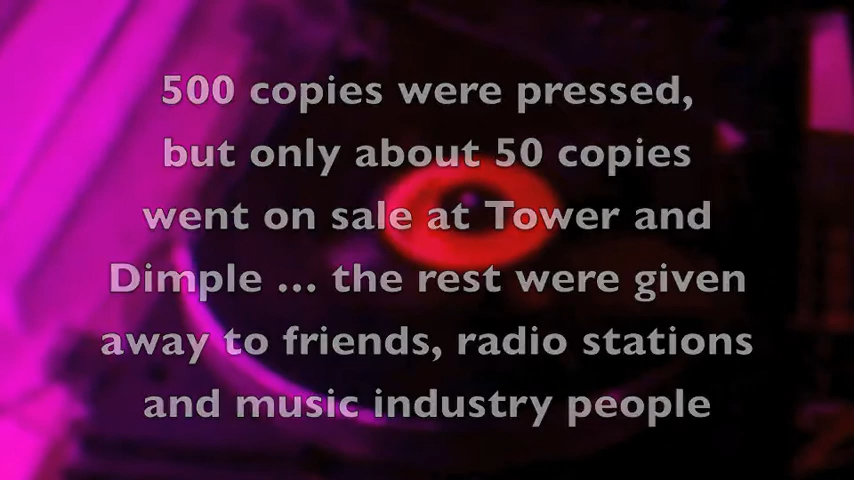 500 copies were pressed,
but only about 50 copies
went on sale at Tower and
Dimple ... the rest were given
away to friends, radio stations
and music industry people